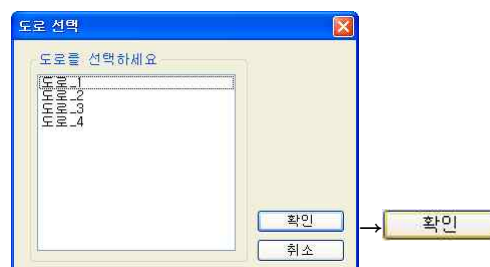 도로 선택
도로를 선택하세요
도로_1
도로_2
도로_3
도로_4
확인
취소
→ 확인